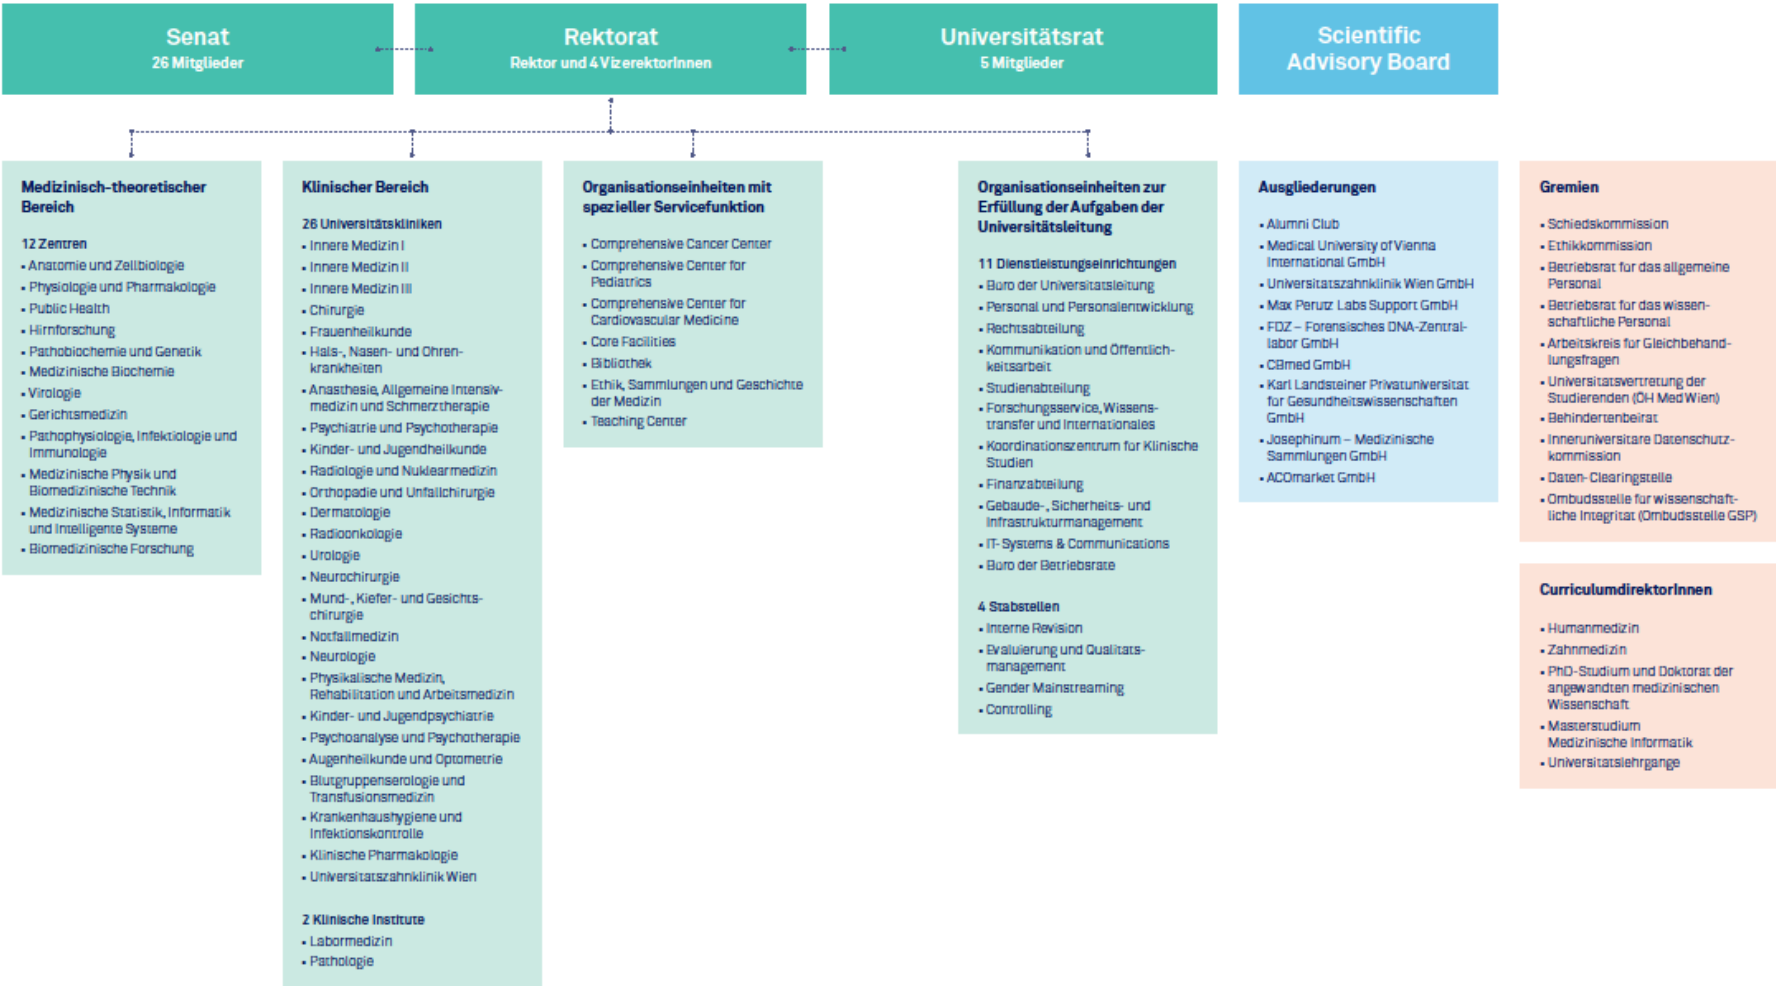 Senat
26 Mitglieder
Rektorat
Rektor und 4 VizerektorInnen
Universitätsrat
5 Mitglieder
Scientific
Advisory Board
Medizinisch-theoretischer
Bereich
12 Zentren
• Anatomie und Zellbiologie
• Physiologie und Pharmakologie
• Public Health
• Hirnforschung
• Pathobiochemie und Genetik
• Medizinische Biochemie
• Virologie
• Gerichtsmedizin
• Pathophysiologie, Infektiologie und
Immunologie
• Medizinische Physik und
Biomedizinische Technik
• Medizinische Statistik, Informatik
und Intelligente Systeme
• Biomedizinische Forschung
Klinischer Bereich
26 Universitätskliniken
• Innere Medizin I
• Innere Medizin II
• Innere Medizin III
• Chirurgie
• Frauenheilkunde
• Hals-, Nasen- und Ohren-
krankheiten
• Anästhesie, Allgemeine Intensiv-
medizin und Schmerztherapie
• Psychiatrie und Psychotherapie
• Kinder- und Jugendheilkunde
• Radiologie und Nuklearmedizin
• Orthopädie und Unfallchirurgie
• Dermatologie
• Radioonkologie
• Urologie
• Neurochirurgie
• Mund-, Kiefer- und Gesichts-
chirurgie
• Notfallmedizin
• Neurologie
• Physikalische Medizin,
Rehabilitation und Arbeitsmedizin
• Kinder- und Jugendpsychiatrie
• Psychoanalyse und Psychotherapie
• Augenheilkunde und Optometrie
• Blutgruppenserologie und
Transfusionsmedizin
• Krankenhaushygiene und
Infektionskontrolle
• Klinische Pharmakologie
• Universitätszahnklinik Wien
2 Klinische Institute
• Labormedizin
• Pathologie
Organisationseinheiten mit
spezieller Servicefunktion
• Comprehensive Cancer Center
• Comprehensive Center for
Pediatrics
• Comprehensive Center for
Cardiovascular Medicine
• Core Facilities
• Bibliothek
• Ethik, Sammlungen und Geschichte
der Medizin
• Teaching Center
Organisationseinheiten zur
Erfüllung der Aufgaben der
Universitätsleitung
11 Dienstleistungseinrichtungen
• Büro der Universitätsleitung
• Personal und Personalentwicklung
• Rechtsabteilung
• Kommunikation und Öffentlich-
keitsarbeit
• Studienabteilung
• Forschungsservice, Wissens-
transfer und Internationales
• Koordinationszentrum für Klinische
Studien
• Finanzabteilung
• Gebäude-, Sicherheits- und
Infrastrukturmanagement
• IT-Systems & Communications
• Büro der Betriebsräte
4 Stabstellen
• Interne Revision
• Evaluierung und Qualitäts-
management
• Gender Mainstreaming
• Controlling
Ausgliederungen
• Alumni Club
• Medical University of Vienna
International GmbH
• Universitätszahnklinik Wien GmbH
• Max Perutz Labs Support GmbH
• FDZ – Forensisches DNA-Zentral-
labor GmbH
• CBmed GmbH
• Karl Landsteiner Privatuniversität
für Gesundheitswissenschaften
GmbH
• Josephinum – Medizinische
Sammlungen GmbH
• ACOmarket GmbH
Gremien
• Schiedskommission
• Ethikkommission
• Betriebsrat für das allgemeine
Personal
• Betriebsrat für das wissen-
schaftliche Personal
• Arbeitskreis für Gleichbehand-
lungsfragen
• Universitätsvertretung der
Studierenden (ÖH Med Wien)
• Behindertenbeirat
• Inneruniversitäre Datenschutz-
kommission
• Daten-Clearingstelle
• Ombudsstelle für wissenschaft-
liche Integrität (Ombudsstelle GSP)
CurriculumdirektorInnen
• Humanmedizin
• Zahnmedizin
• PhD-Studium und Doktorat der
angewandten medizinischen
Wissenschaft
• Masterstudium
Medizinische Informatik
• Universitätslehrgänge